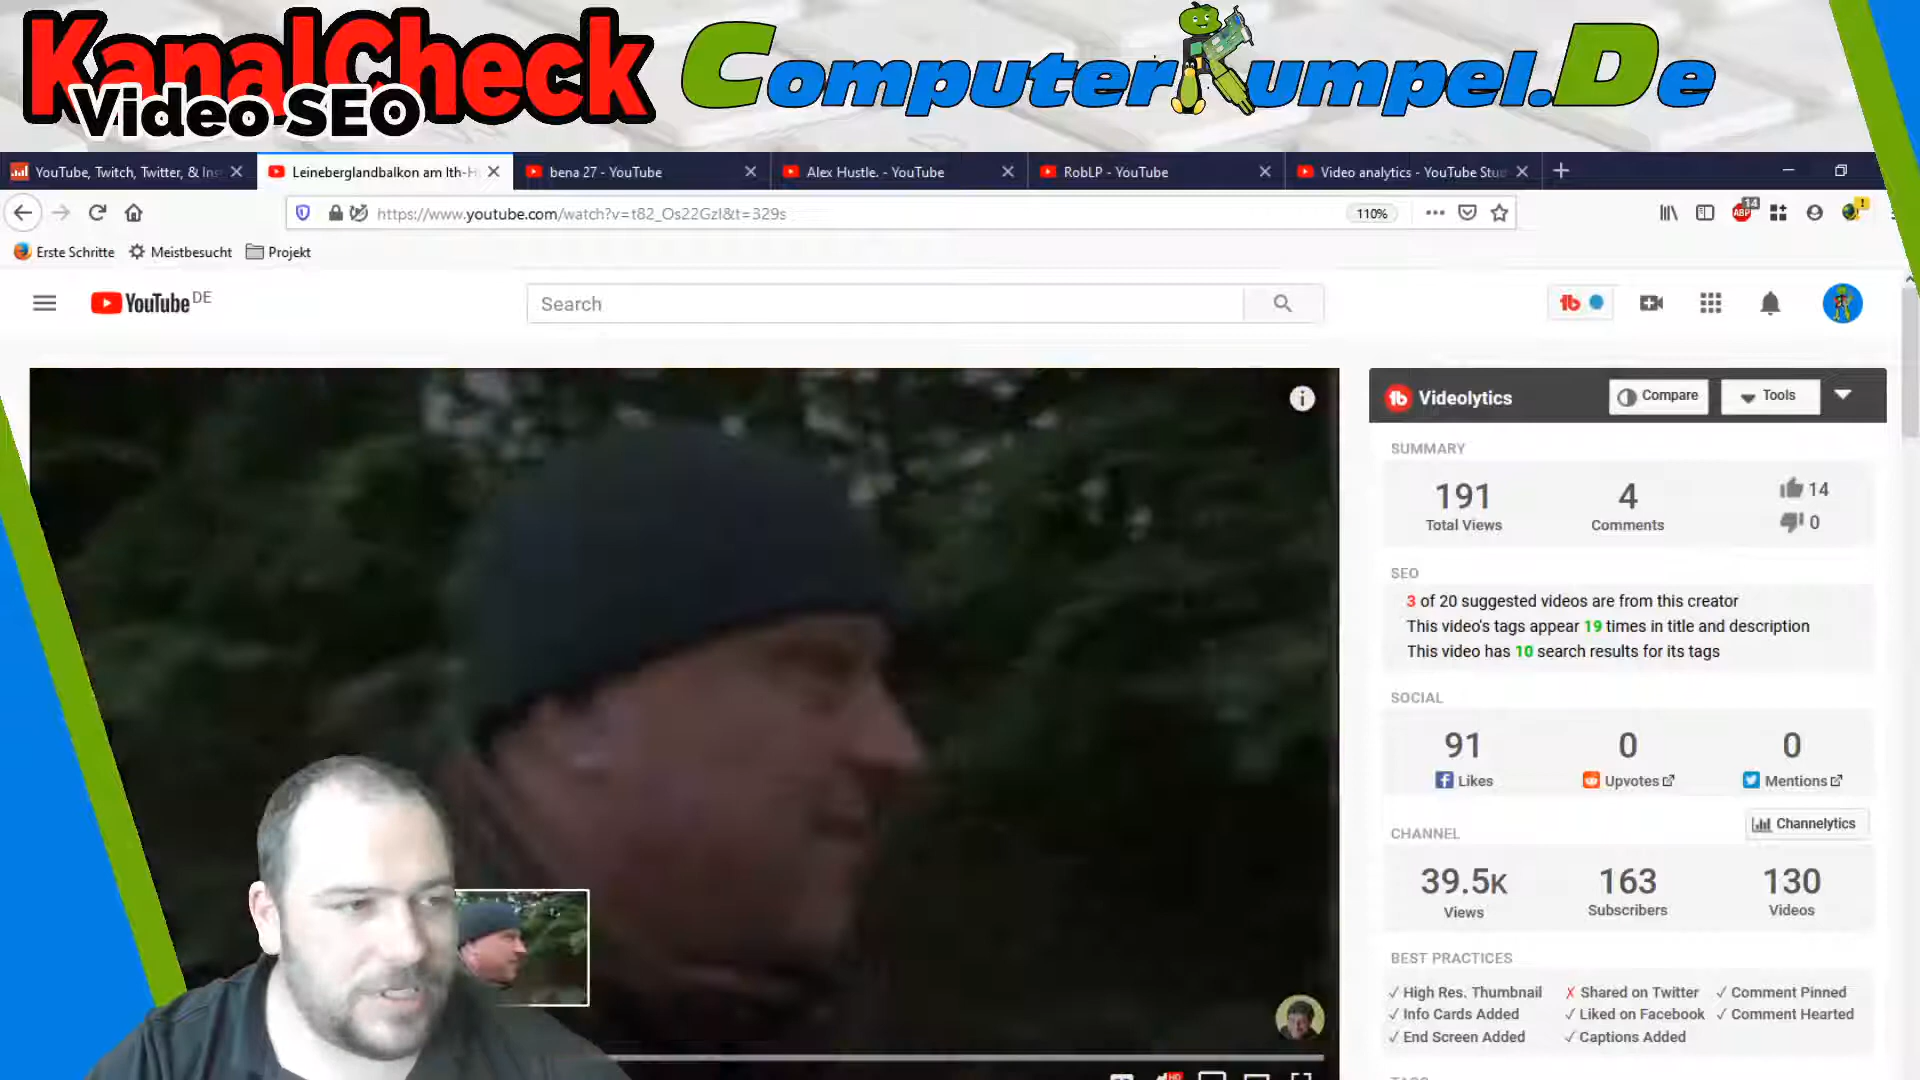 KanalCheck
Video SEO
ComputerKumpel.De
YouTube, Twitch, Twitter, & Ins
Leineberglandbalkon am Ith-H
bena 27 - YouTube
Alex Hustle. - YouTube
RobLP - YouTube
Video analytics - YouTube Stu
https://www.youtube.com/watch?v=t82_Os22GzI&t=329s
110%
ABP
14
Erste Schritte
Meistbesucht
Projekt
YouTube DE
Search
Videolytics
Compare
Tools
SUMMARY
191
Total Views
4
Comments
14
0
SEO
3 of 20 suggested videos are from this creator
This video's tags appear 19 times in title and description
This video has 10 search results for its tags
SOCIAL
91
Likes
0
Upvotes
0
Mentions
CHANNEL
Channelytics
39.5K
Views
163
Subscribers
130
Videos
BEST PRACTICES
✓ High Res. Thumbnail
✗ Shared on Twitter
✓ Comment Pinned
✓ Info Cards Added
✓ Liked on Facebook
✓ Comment Hearted
✓ End Screen Added
✓ Captions Added
HD